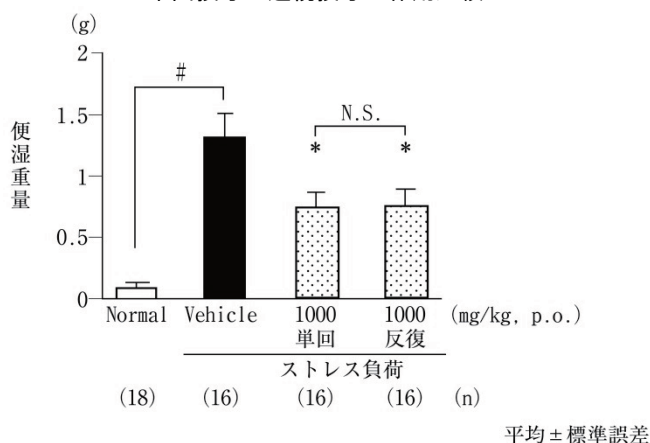 (g)
2
#
1.5
N.S.
便湿重量
*
*
1
0.5
0
Normal Vehicle 1000 1000 (mg/kg, p.o.)
単回 反復
ストレス負荷
(18) (16) (16) (16) (n)
平均±標準誤差